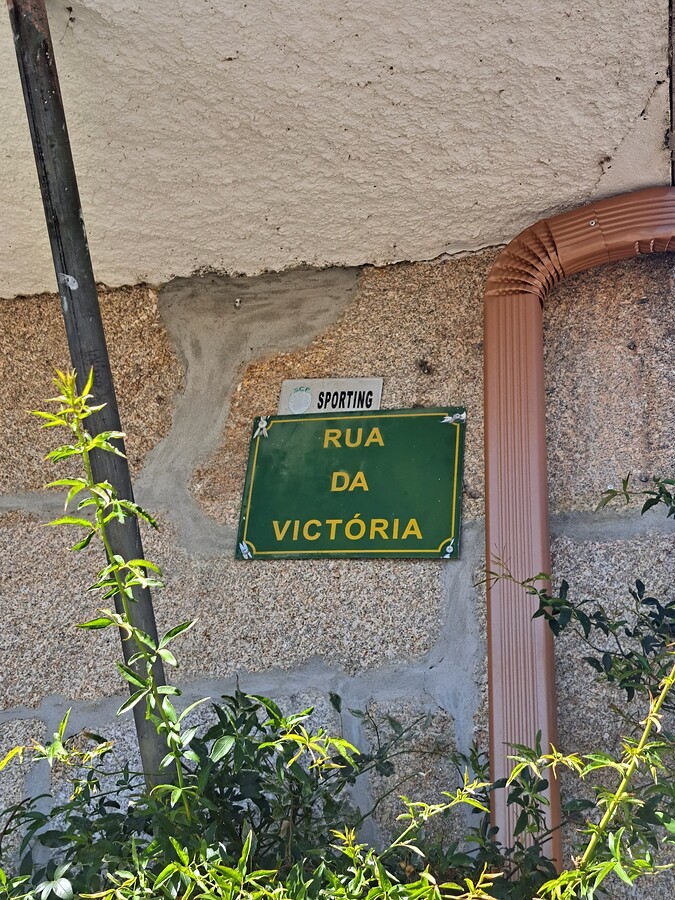 SCP SPORTING
RUA
DA
VICTÓRIA